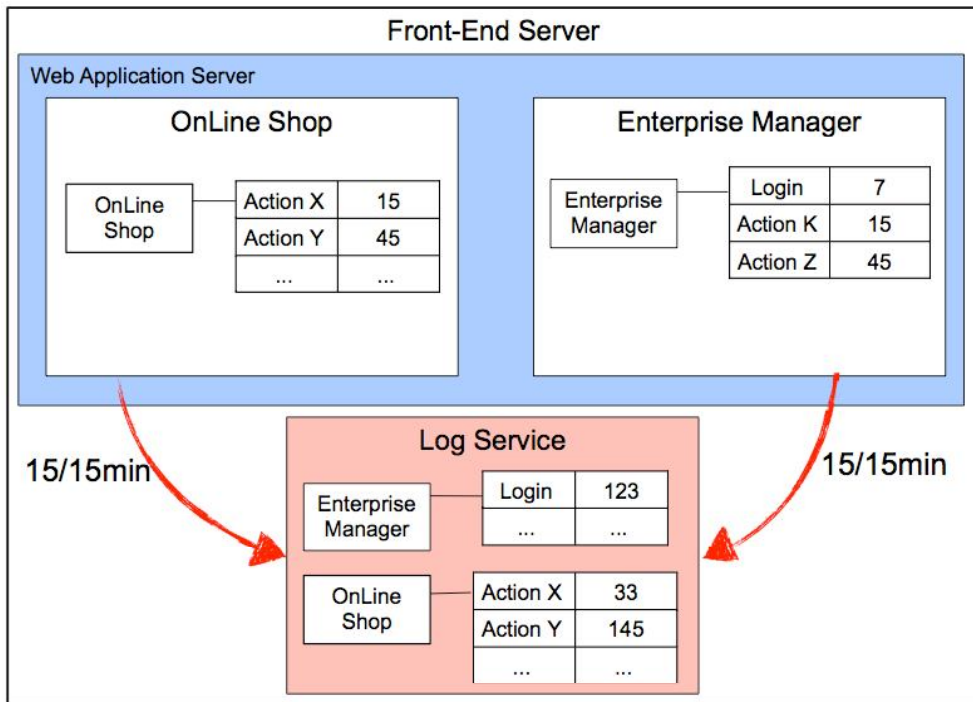 Front-End Server
Web Application Server
OnLine Shop
OnLine
Shop
Action X 15
Action Y 45
... ...
Enterprise Manager
Enterprise
Manager
Login 7
Action K 15
Action Z 45
15/15min
15/15min
Log Service
Enterprise
Manager
Login 123
... ...
OnLine
Shop
Action X 33
Action Y 145
... ...